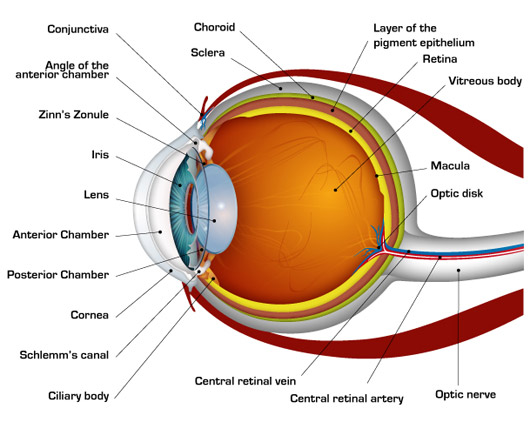 Conjunctiva
Angle of the
anterior chamber
Zinn's Zonule
Iris
Lens
Anterior Chamber
Posterior Chamber
Cornea
Schlemm's canal
Ciliary body
Choroid
Sclera
Layer of the
pigment epithelium
Retina
Vitreous body
Macula
Optic disk
Central retinal vein
Central retinal artery
Optic nerve